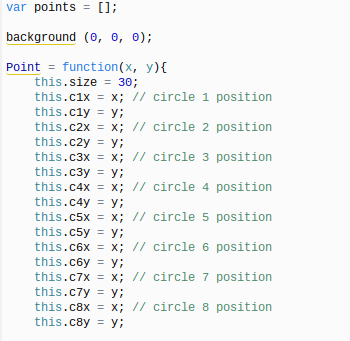 var points = [];
background (0, 0, 0);
Point = function(x, y){
this.size = 30;
this.c1x = x; // circle 1 position
this.c1y = y;
this.c2x = x; // circle 2 position
this.c2y = y;
this.c3x = x; // circle 3 position
this.c3y = y;
this.c4x = x; // circle 4 position
this.c4y = y;
this.c5x = x; // circle 5 position
this.c5y = y;
this.c6x = x; // circle 6 position
this.c6y = y;
this.c7x = x; // circle 7 position
this.c7y = y;
this.c8x = x; // circle 8 position
this.c8y = y;